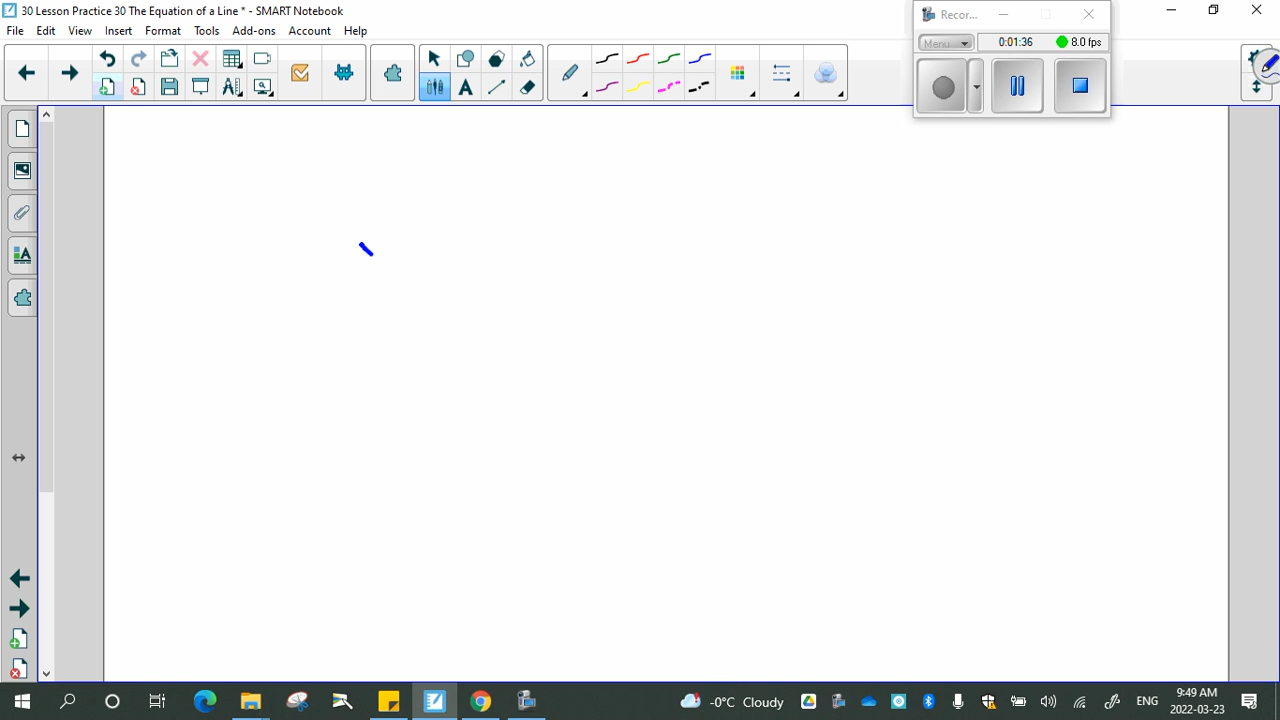 30 Lesson Practice 30 The Equation of a Line * - SMART Notebook
Recor...
File Edit View Insert Format Tools Add-ons Account Help
Menu
0:01:36
8.0 fps
-0°C Cloudy
ENG
9:49 AM
2022-03-23